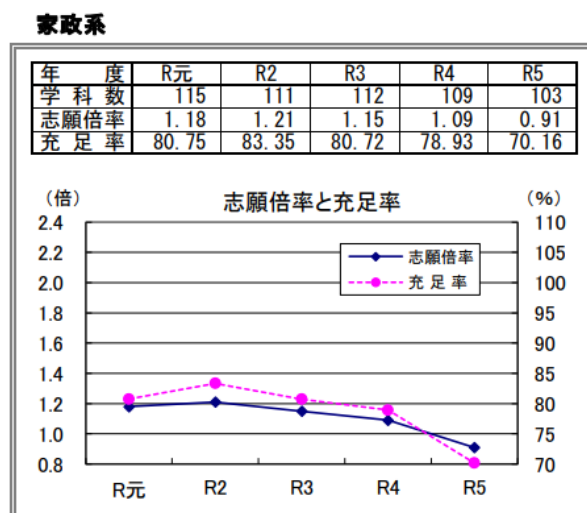 家政系
年 度 R元 R2 R3 R4 R5
学 科 数 115 111 112 109 103
志願倍率 1.18 1.21 1.15 1.09 0.91
充 足 率 80.75 83.35 80.72 78.93 70.16
(倍) 志願倍率と充足率 (%)
2.4 110
2.2 105
志願倍率
2.0 100
充 足 率
1.8 95
1.6 90
1.4 85
1.2 80
1.0 75
0.8 70
R元 R2 R3 R4 R5